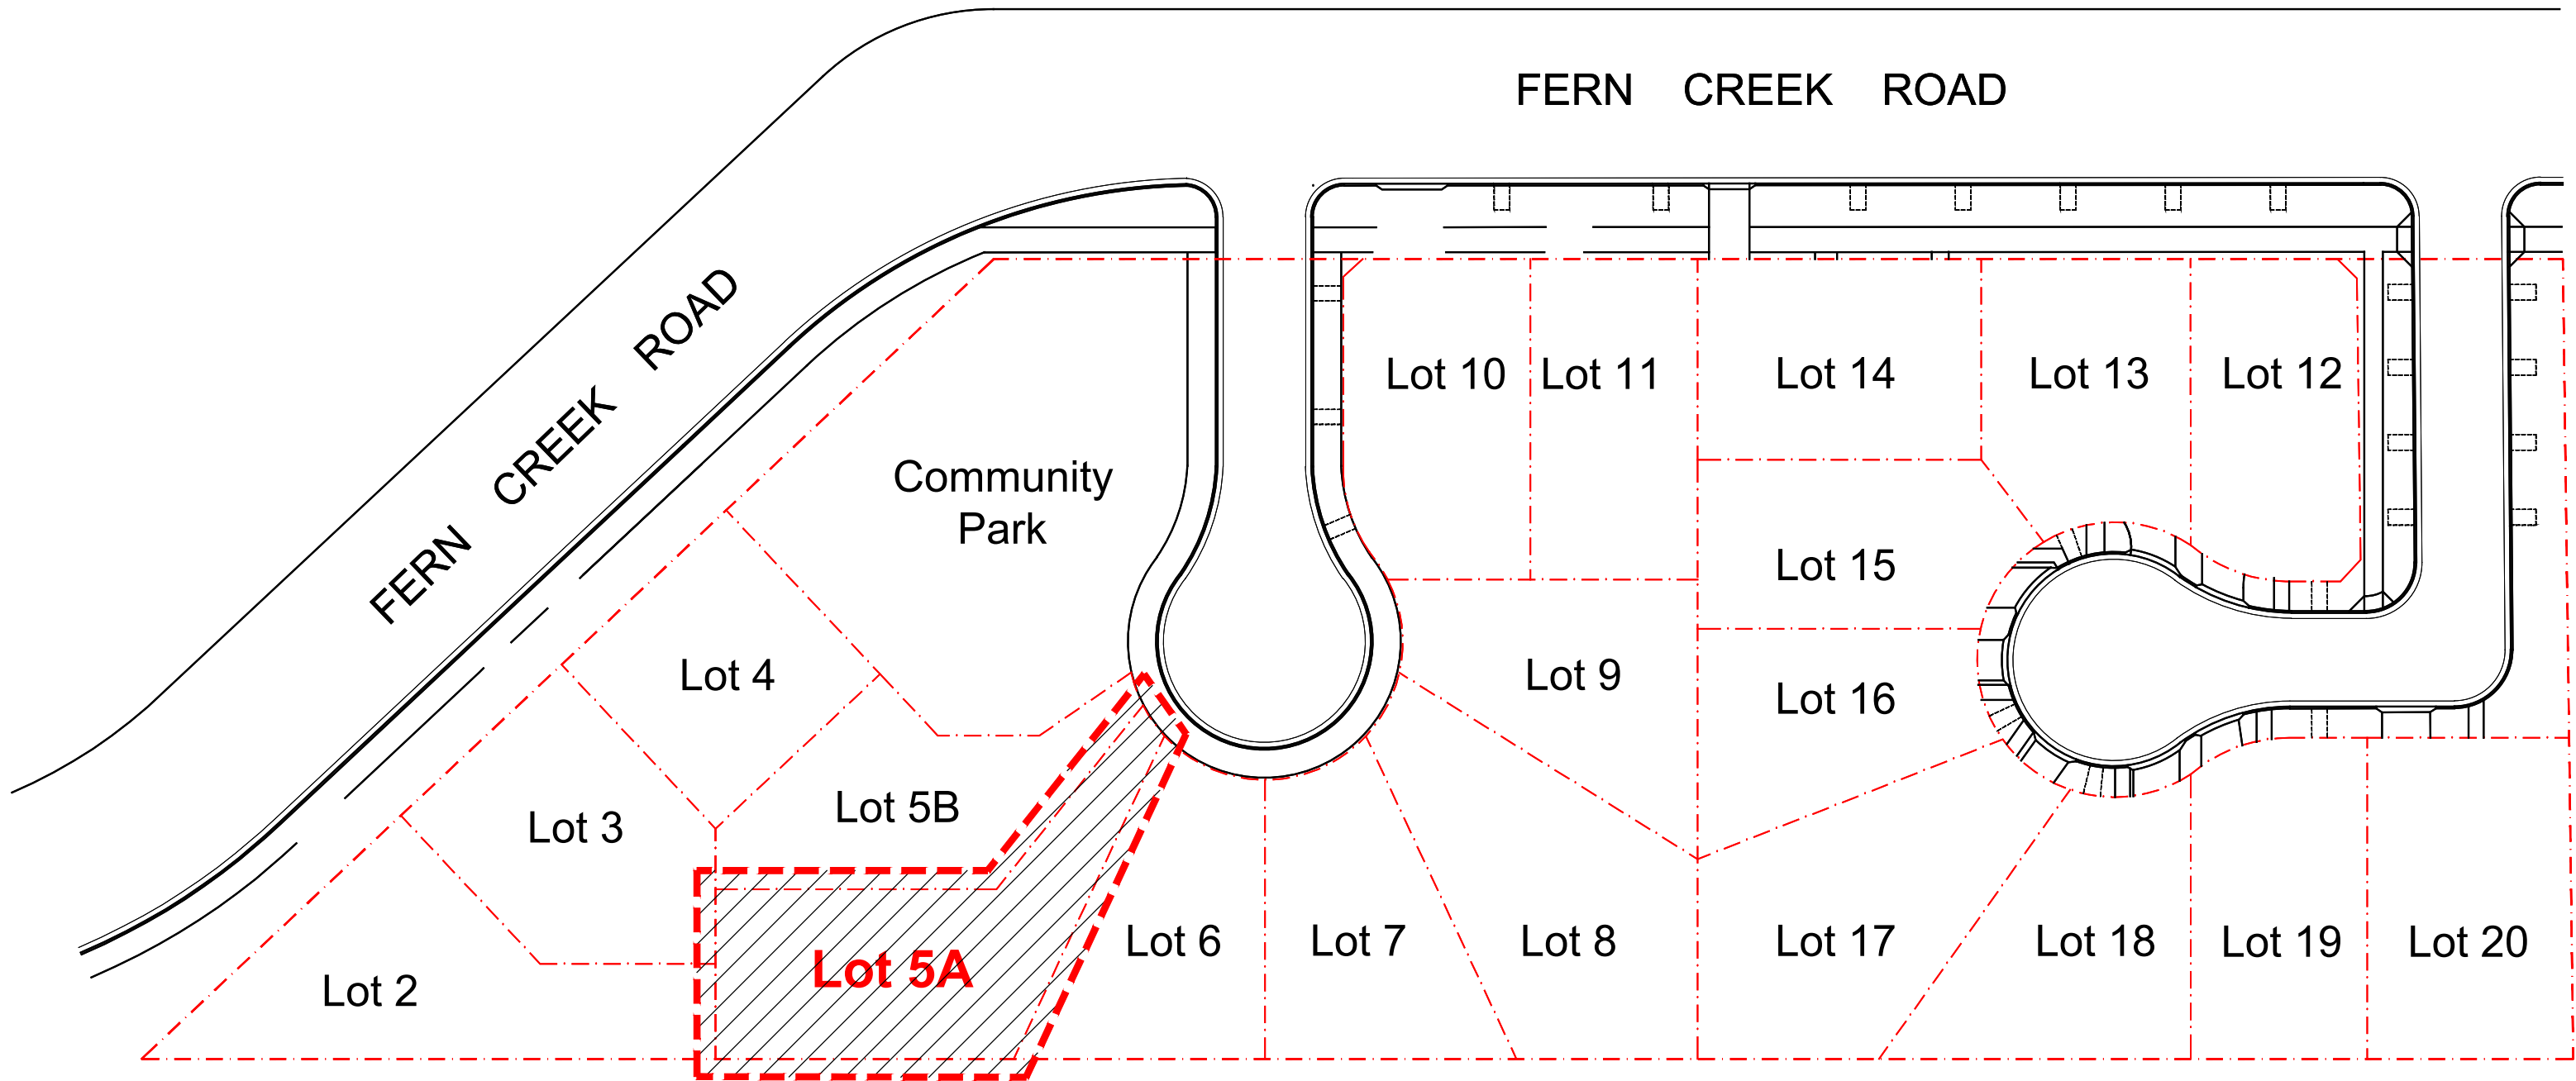 FERN CREEK ROAD
FERN CREEK ROAD
Lot 10
Lot 11
Lot 14
Lot 13
Lot 12
Community
Park
Lot 15
Lot 4
Lot 9
Lot 16
Lot 5B
Lot 3
Lot 2
Lot 5A
Lot 6
Lot 7
Lot 8
Lot 17
Lot 18
Lot 19
Lot 20